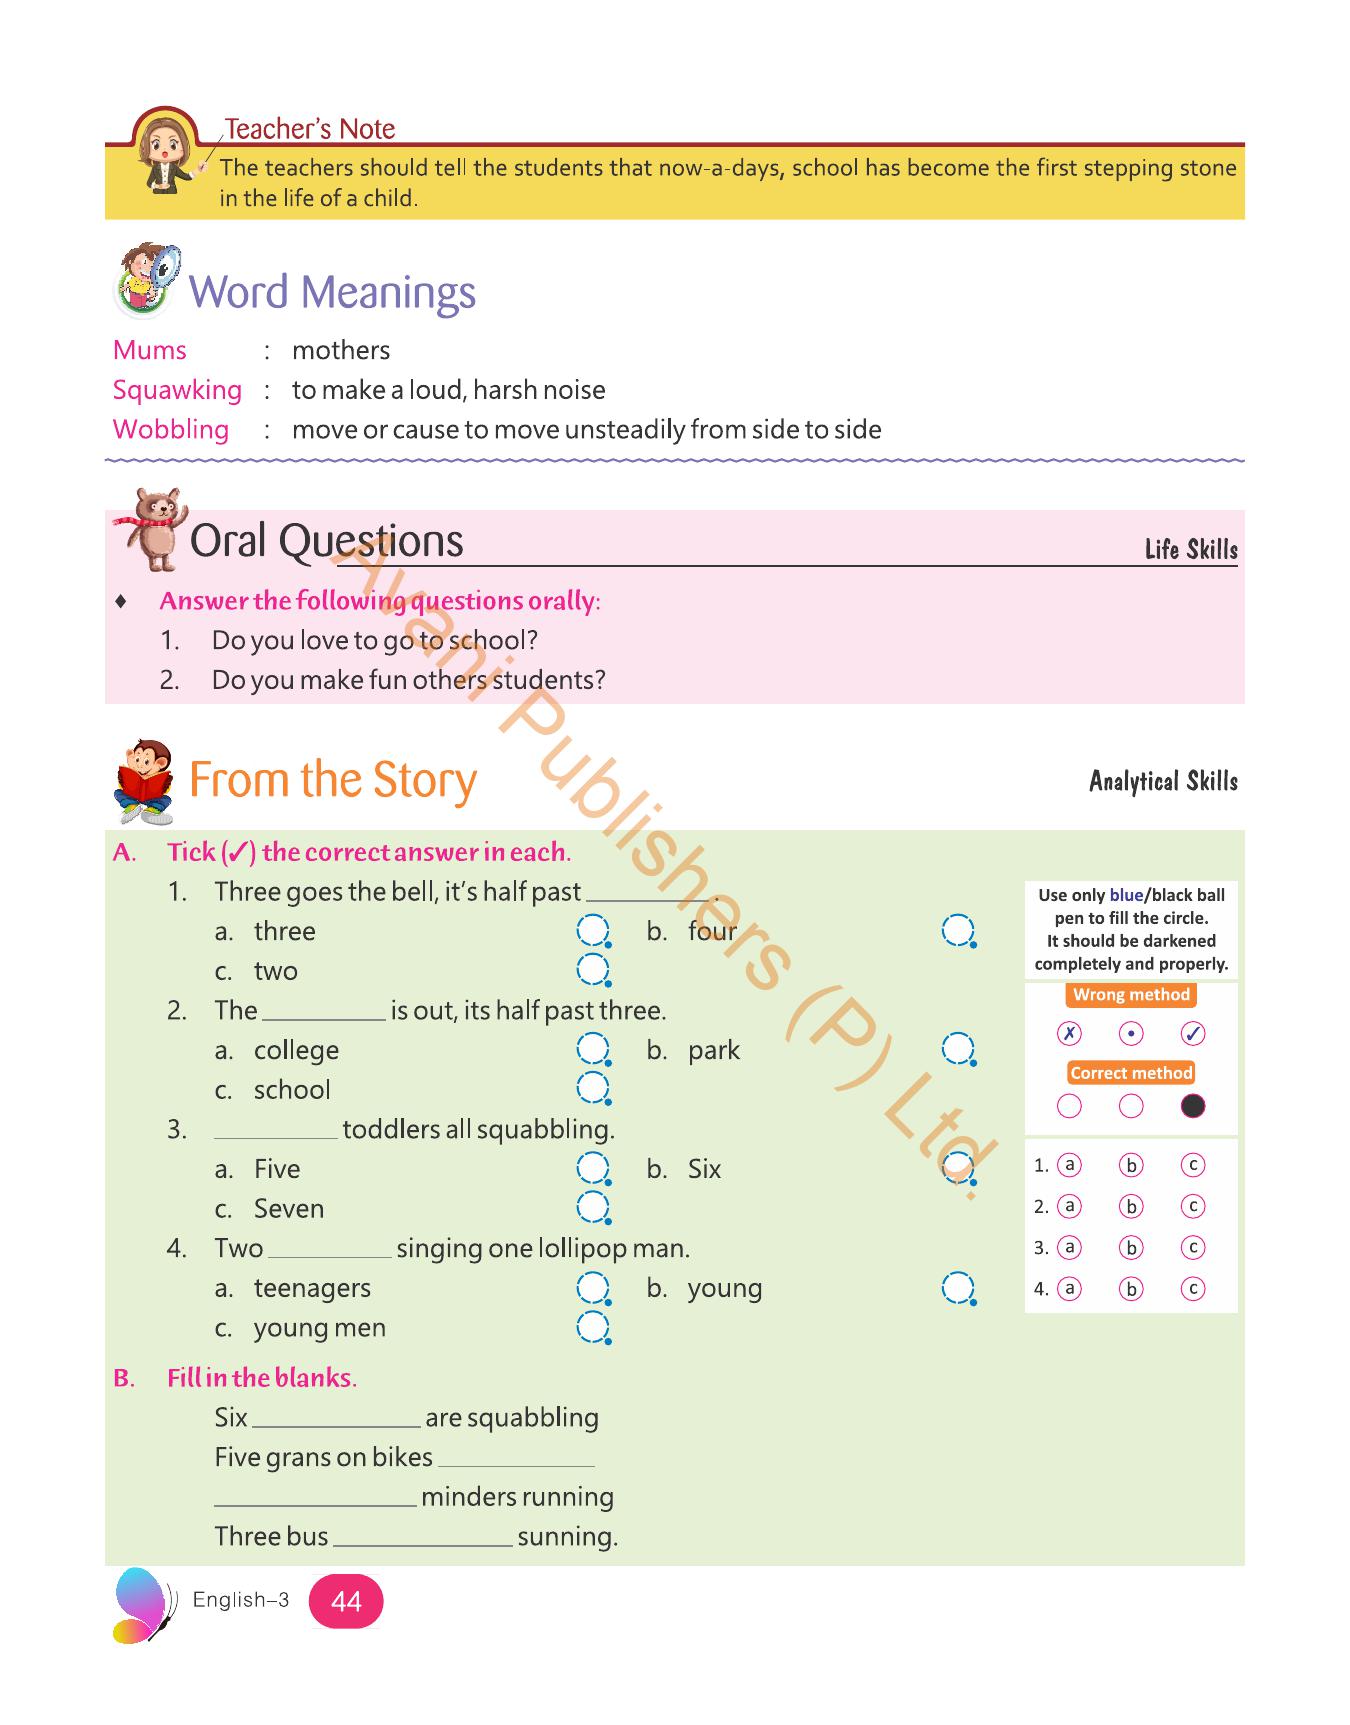 Teacher's Note
The teachers should tell the students that now-a-days, school has become the first stepping stone
in the life of a child.
Word Meanings
Mums : mothers
Squawking : to make a loud, harsh noise
Wobbling : move or cause to move unsteadily from side to side
Oral Questions
Life Skills
♦ Answer the following questions orally:
1. Do you love to go to school?
2. Do you make fun others students?
From the Story
Analytical Skills
A. Tick (✓) the correct answer in each.
1. Three goes the bell, it's half past __________ .
a. three b. four
c. two
2. The __________ is out, its half past three.
a. college b. park
c. school
3. __________ toddlers all squabbling.
a. Five b. Six
c. Seven
4. Two __________ singing one lollipop man.
a. teenagers b. young
c. young men
Use only blue/black ball
pen to fill the circle.
It should be darkened
completely and properly.
Wrong method
✗ • ✓
Correct method
1. a b c
2. a b c
3. a b c
4. a b c
B. Fill in the blanks.
Six __________ are squabbling
Five grans on bikes __________
__________ minders running
Three bus __________ sunning.
English–3 44
Avani Publishers (P) Ltd.